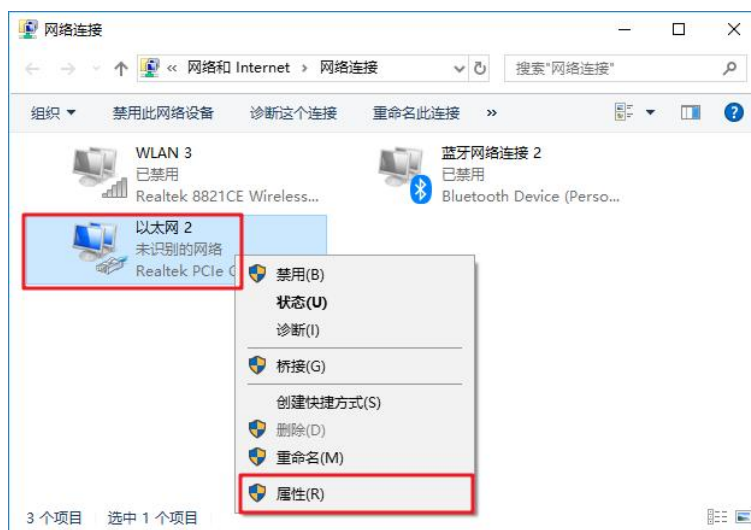 网络连接
« 网络和 Internet › 网络连接
搜索"网络连接"
组织 禁用此网络设备 诊断这个连接 重命名此连接 »
WLAN 3
已禁用
Realtek 8821CE Wireless...
蓝牙网络连接 2
已禁用
Bluetooth Device (Perso...
以太网 2
未识别的网络
Realtek PCIe
禁用(B)
状态(U)
诊断(I)
桥接(G)
创建快捷方式(S)
删除(D)
重命名(M)
属性(R)
3 个项目 选中 1 个项目